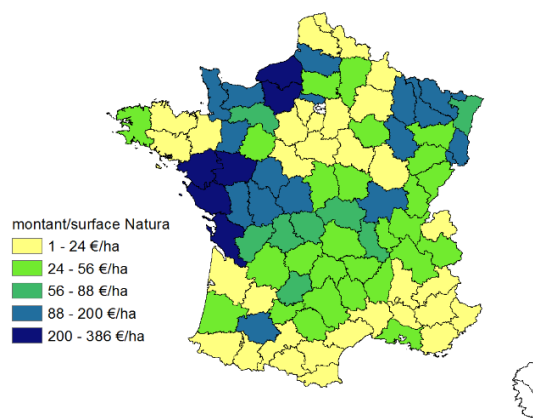 montant/surface Natura
1 - 24 €/ha
24 - 56 €/ha
56 - 88 €/ha
88 - 200 €/ha
200 - 386 €/ha